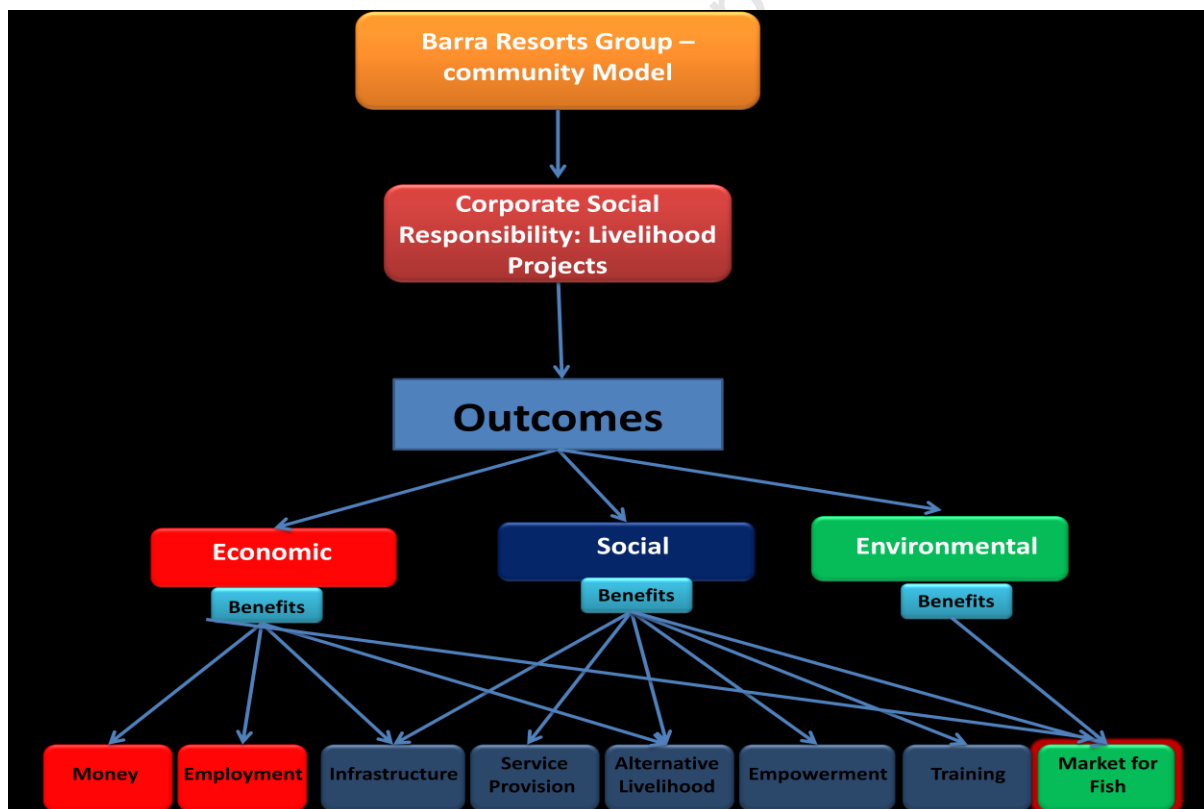 Barra Resorts Group –
community Model
Corporate Social
Responsibility: Livelihood
Projects
Outcomes
Economic
Social
Environmental
Benefits
Benefits
Benefits
Money
Employment
Infrastructure
Service
Provision
Alternative
Livelihood
Empowerment
Training
Market for
Fish